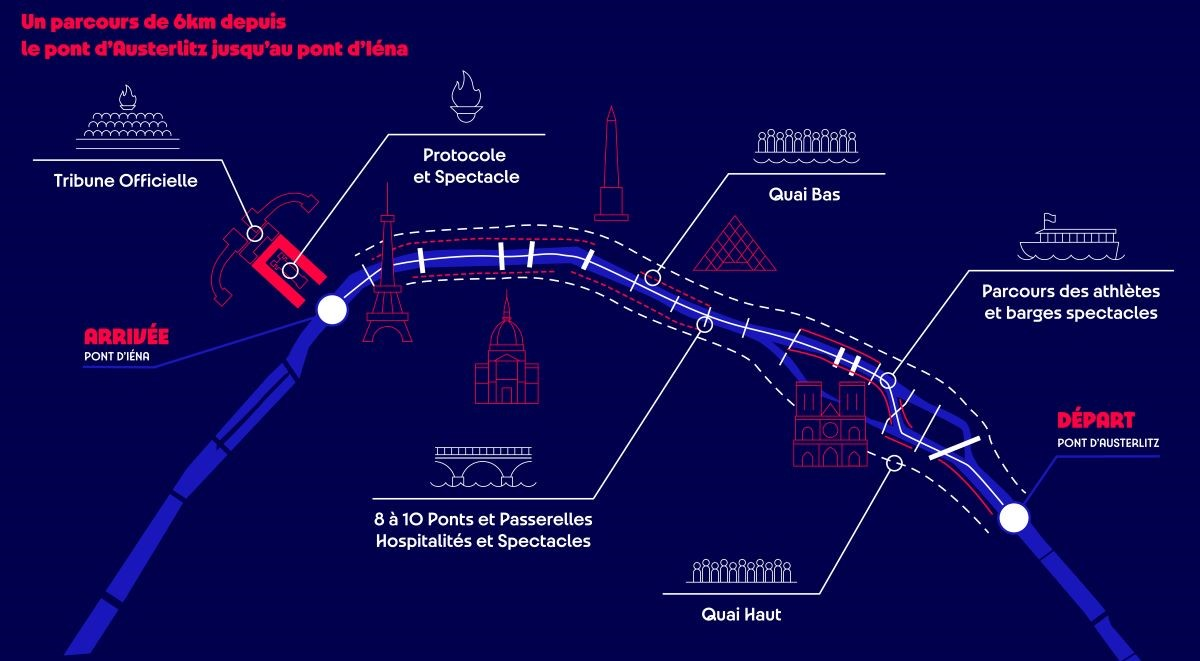 Un parcours de 6km depuis
le pont d'Austerlitz jusqu'au pont d'Iéna
Protocole
et Spectacle
Tribune Officielle
Quai Bas
Parcours des athlètes
et barges spectacles
ARRIVÉE
PONT D'IÉNA
DÉPART
PONT D'AUSTERLITZ
8 à 10 Ponts et Passerelles
Hospitalités et Spectacles
Quai Haut